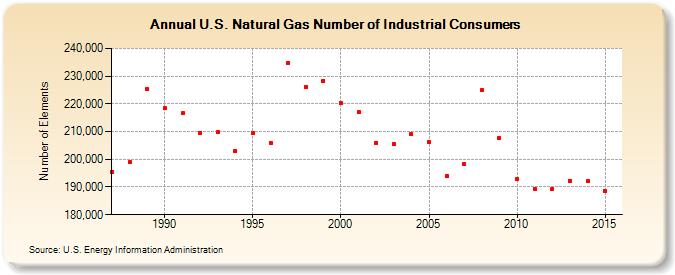 Annual U.S. Natural Gas Number of Industrial Consumers
Number of Elements
240,000
230,000
220,000
210,000
200,000
190,000
180,000
1990 1995 2000 2005 2010 2015
Source: U.S. Energy Information Administration